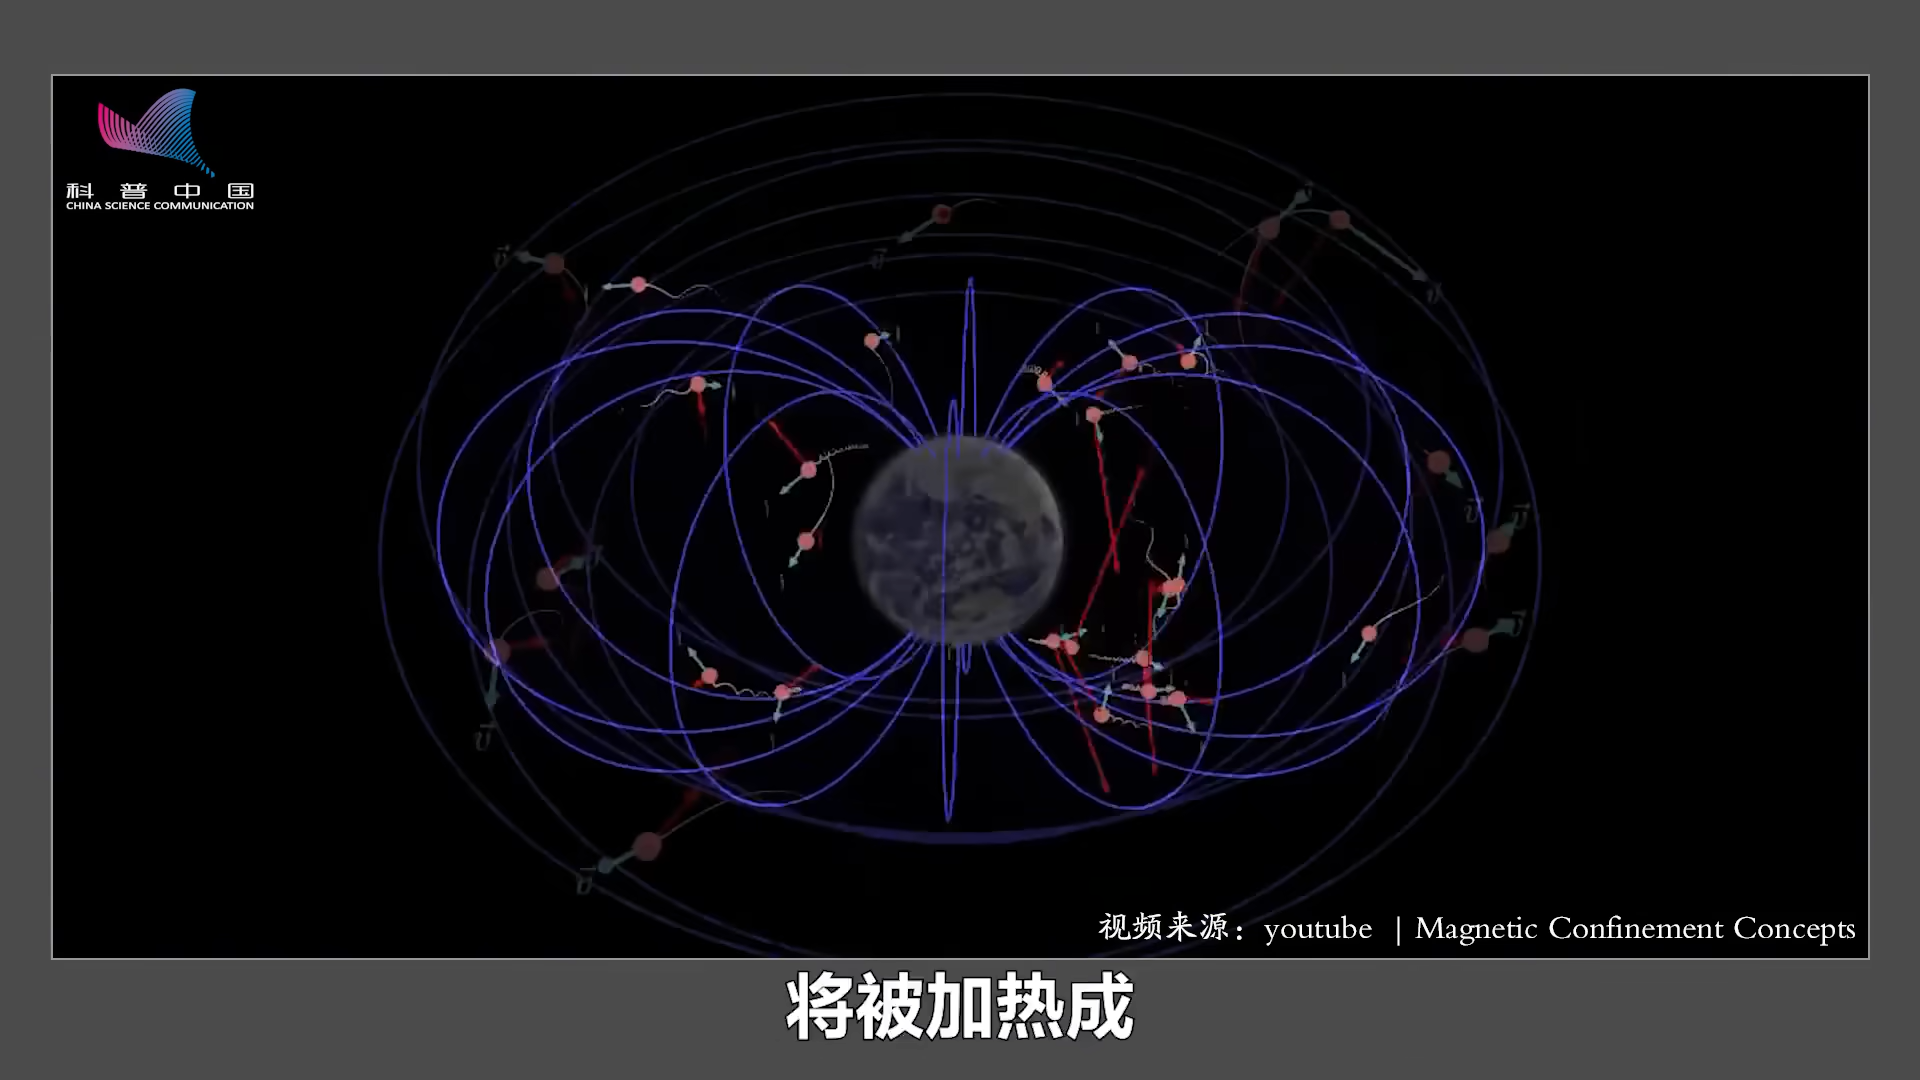 科普中国
CHINA SCIENCE COMMUNICATION
视频来源：youtube | Magnetic Confinement Concepts
将被加热成